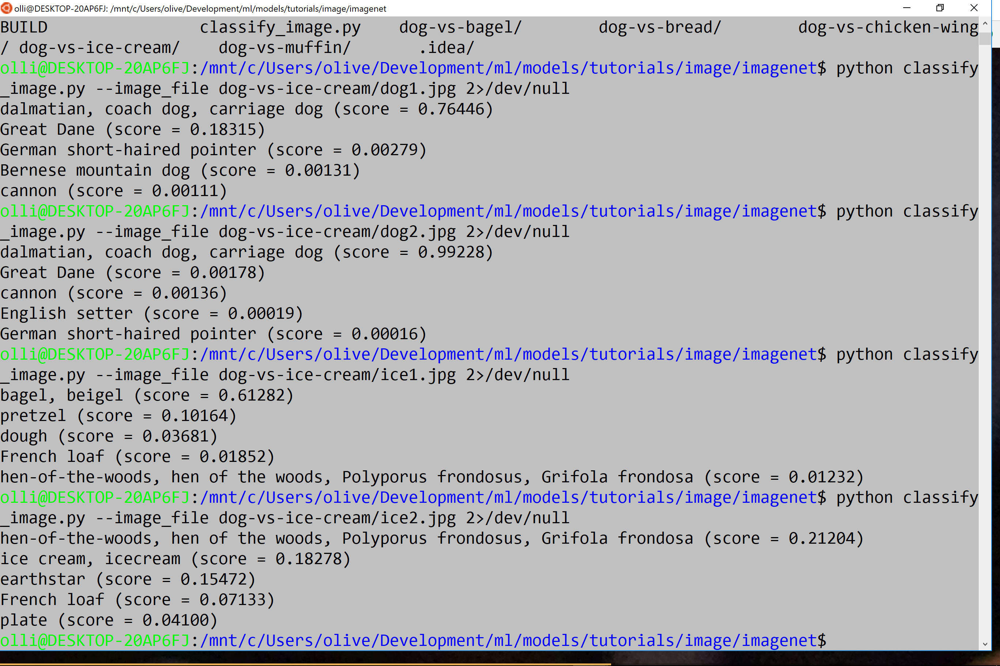 olli@DESKTOP-20AP6FJ: /mnt/c/Users/olive/Development/ml/models/tutorials/image/imagenet
BUILD classify_image.py dog-vs-bagel/ dog-vs-bread/ dog-vs-chicken-wing
/ dog-vs-ice-cream/ dog-vs-muffin/ .idea/
olli@DESKTOP-20AP6FJ:/mnt/c/Users/olive/Development/ml/models/tutorials/image/imagenet$ python classify
_image.py --image_file dog-vs-ice-cream/dog1.jpg 2>/dev/null
dalmatian, coach dog, carriage dog (score = 0.76446)
Great Dane (score = 0.18315)
German short-haired pointer (score = 0.00279)
Bernese mountain dog (score = 0.00131)
cannon (score = 0.00111)
olli@DESKTOP-20AP6FJ:/mnt/c/Users/olive/Development/ml/models/tutorials/image/imagenet$ python classify
_image.py --image_file dog-vs-ice-cream/dog2.jpg 2>/dev/null
dalmatian, coach dog, carriage dog (score = 0.99228)
Great Dane (score = 0.00178)
cannon (score = 0.00136)
English setter (score = 0.00019)
German short-haired pointer (score = 0.00016)
olli@DESKTOP-20AP6FJ:/mnt/c/Users/olive/Development/ml/models/tutorials/image/imagenet$ python classify
_image.py --image_file dog-vs-ice-cream/ice1.jpg 2>/dev/null
bagel, beigel (score = 0.61282)
pretzel (score = 0.10164)
dough (score = 0.03681)
French loaf (score = 0.01852)
hen-of-the-woods, hen of the woods, Polyporus frondosus, Grifola frondosa (score = 0.01232)
olli@DESKTOP-20AP6FJ:/mnt/c/Users/olive/Development/ml/models/tutorials/image/imagenet$ python classify
_image.py --image_file dog-vs-ice-cream/ice2.jpg 2>/dev/null
hen-of-the-woods, hen of the woods, Polyporus frondosus, Grifola frondosa (score = 0.21204)
ice cream, icecream (score = 0.18278)
earthstar (score = 0.15472)
French loaf (score = 0.07133)
plate (score = 0.04100)
olli@DESKTOP-20AP6FJ:/mnt/c/Users/olive/Development/ml/models/tutorials/image/imagenet$